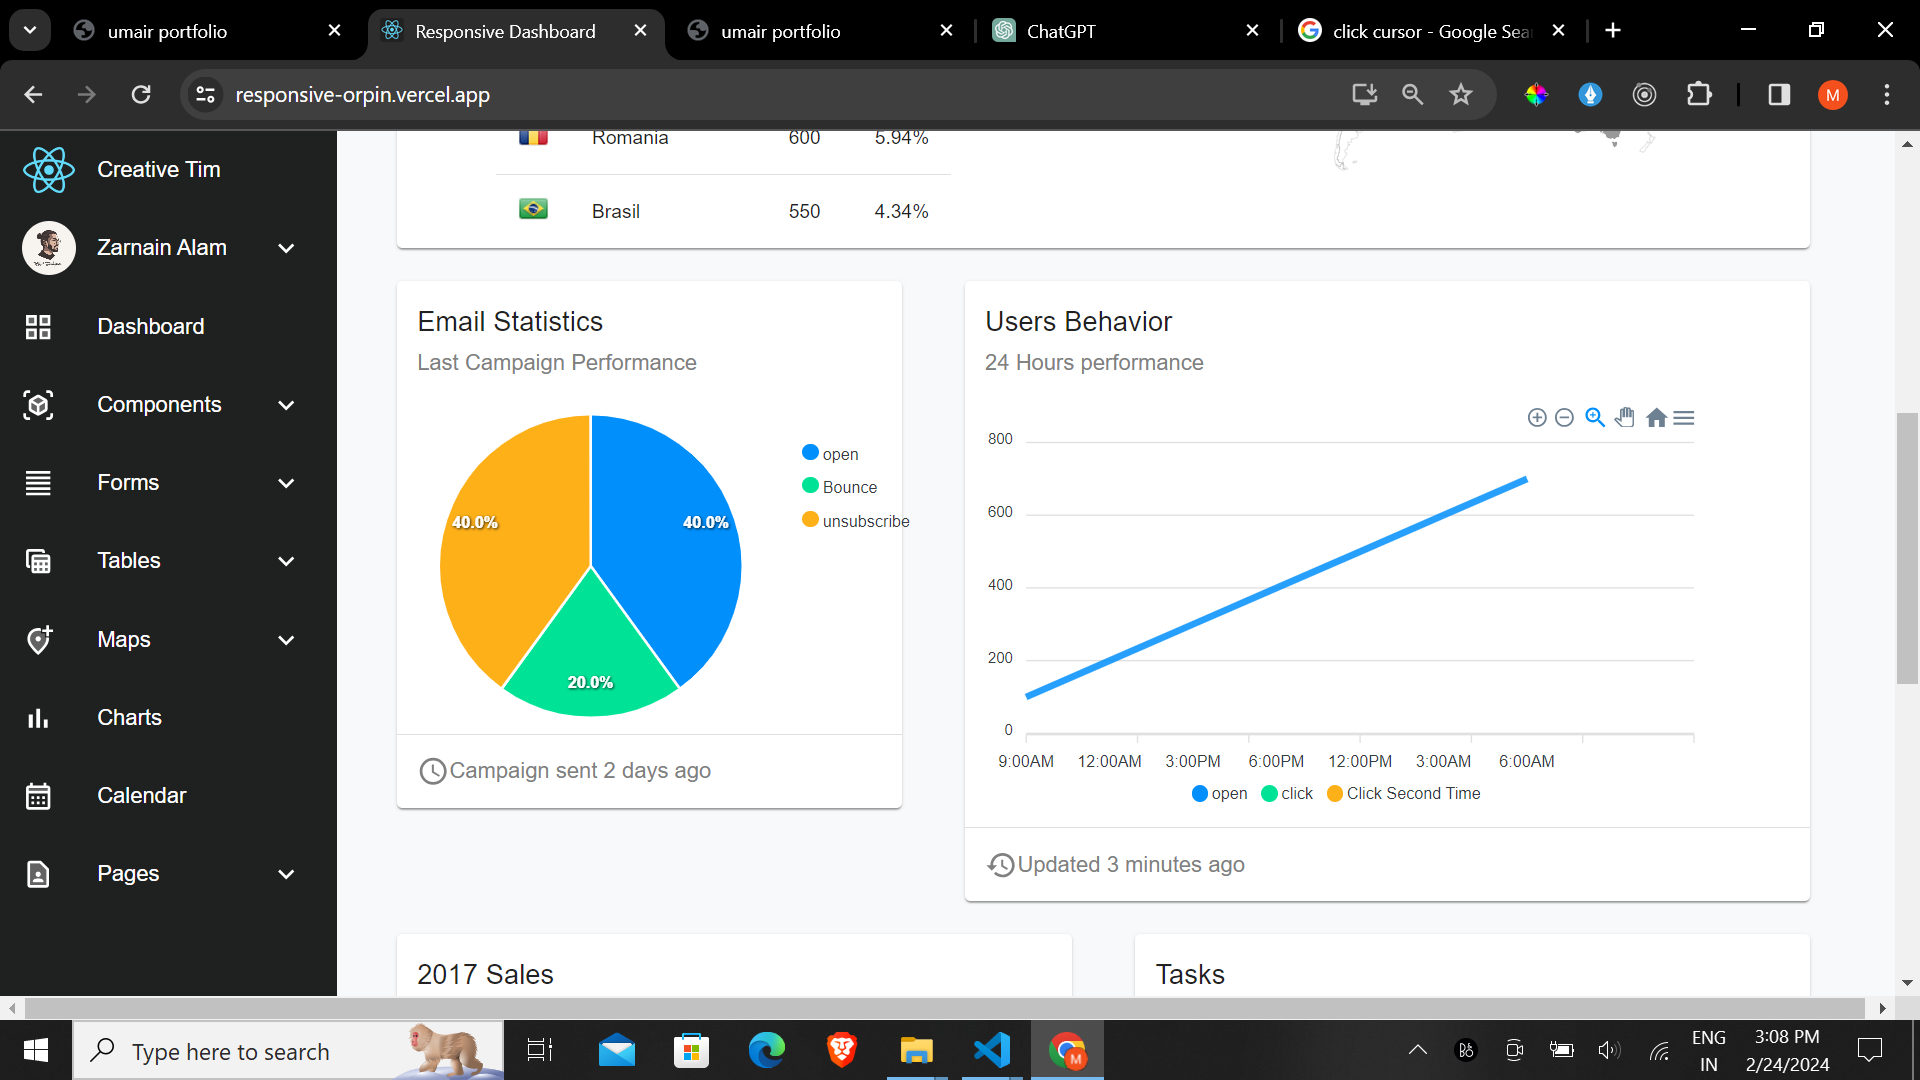 umair portfolio
Responsive Dashboard
umair portfolio
ChatGPT
click cursor - Google Sear
responsive-orpin.vercel.app
M
Creative Tim
Zarnain Alam
Dashboard
Components
Forms
Tables
Maps
Charts
Calendar
Pages
Romania 600 5.94%
Brasil 550 4.34%
Email Statistics
Last Campaign Performance
40.0%
40.0%
20.0%
open
Bounce
unsubscribe
Campaign sent 2 days ago
Users Behavior
24 Hours performance
800
600
400
200
0
9:00AM 12:00AM 3:00PM 6:00PM 12:00PM 3:00AM 6:00AM
open click Click Second Time
Updated 3 minutes ago
2017 Sales
Tasks
Type here to search
M
ENG
IN
3:08 PM
2/24/2024